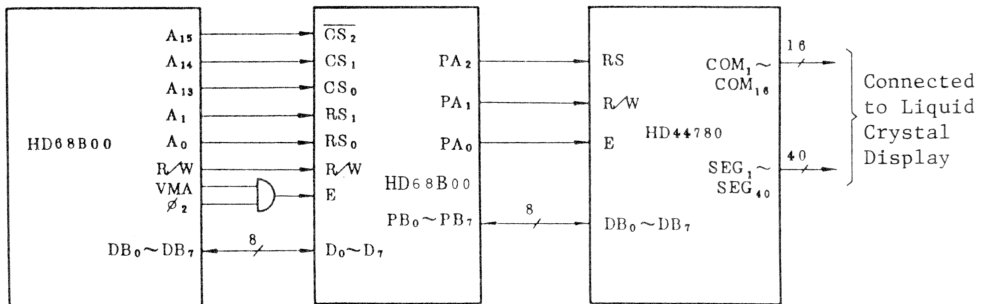 HD68B00
A₁₅
A₁₄
A₁₃
A₁
A₀
R/W
VMA
ø₂
DB₀～DB₇
8
C̅S̅₂
CS₁
CS₀
RS₁
RS₀
R/W
E
D₀～D₇
HD68B00
PA₂
PA₁
PA₀
PB₀～PB₇
8
RS
R/W
E
DB₀～DB₇
HD44780
COM₁～
COM₁₆
SEG₁～
SEG₄₀
16
40
Connected
to Liquid
Crystal
Display